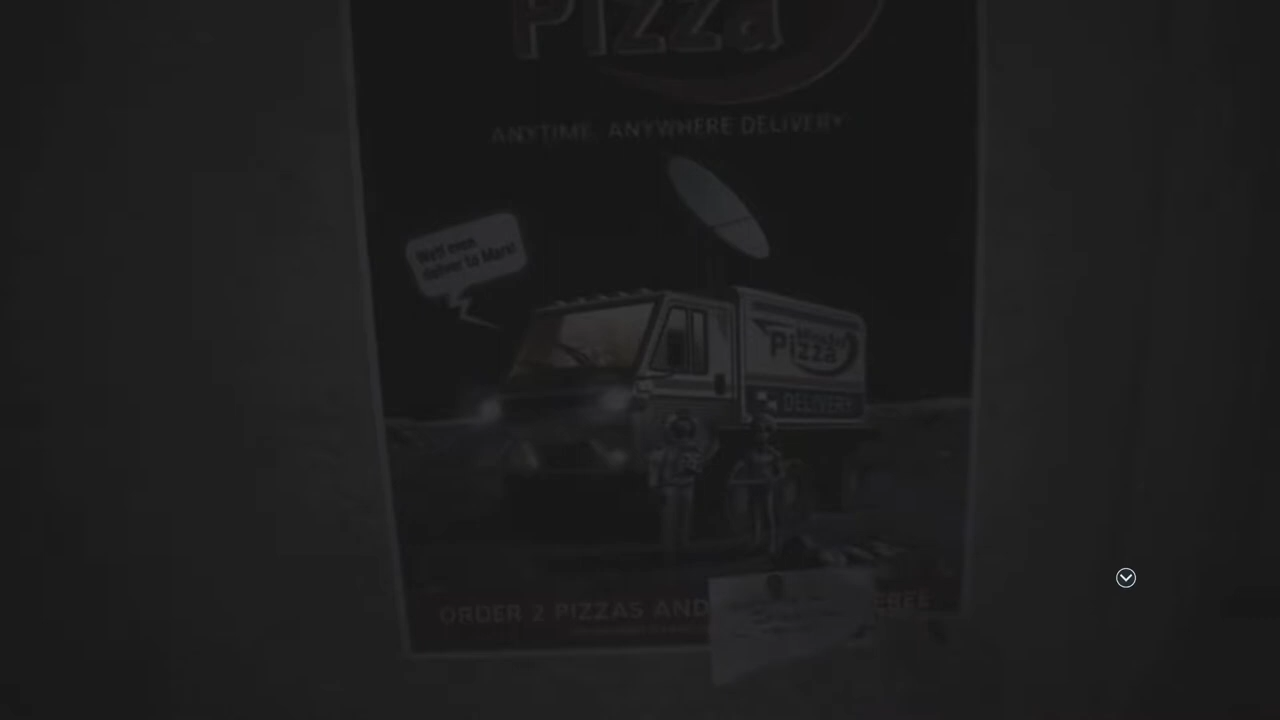 Pizza
ANYTIME, ANYWHERE DELIVERY
We'll even
deliver to Mars!
Pizza
DELIVERY
ORDER 2 PIZZAS AND
FREE